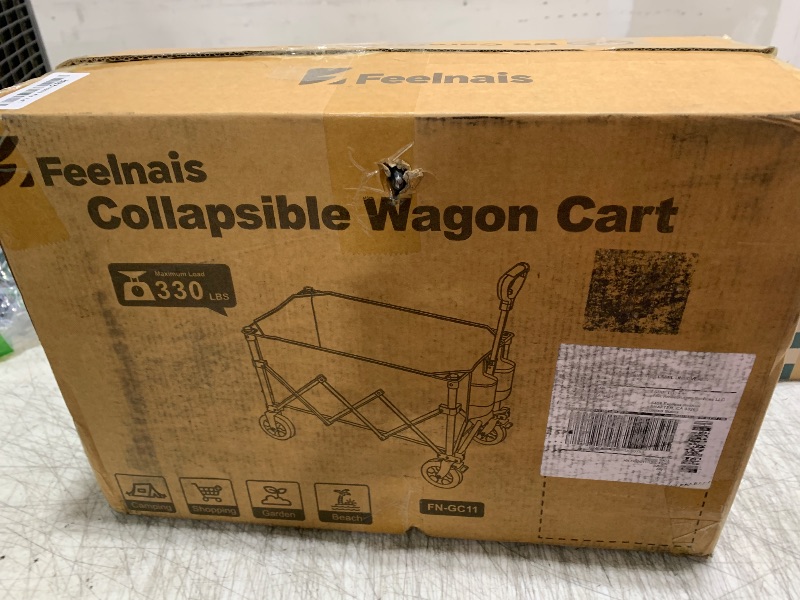 Feelnais
Feelnais
Collapsible Wagon Cart
Maximum Load
330 LBS
Camping
Shopping
Garden
Beach
FN-GC11